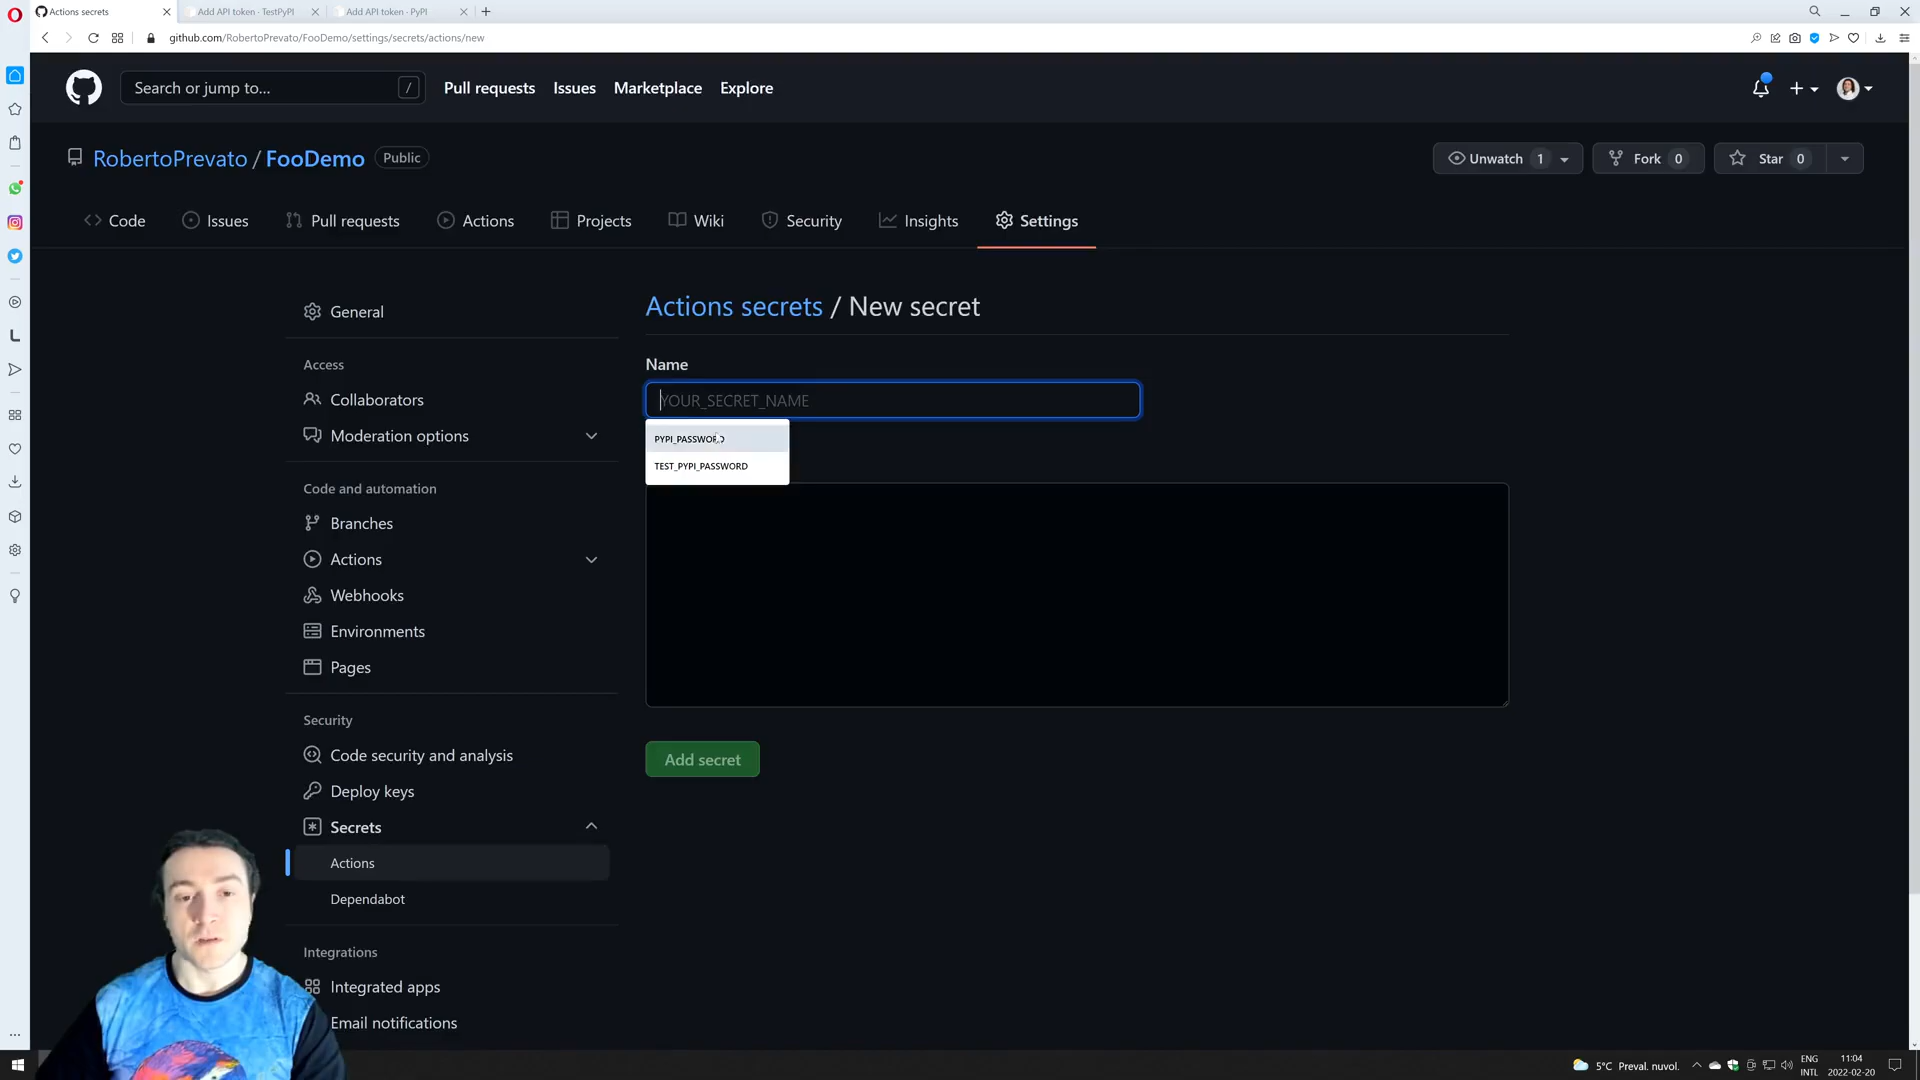 Actions secrets
Add API token · TestPyPI
Add API token · PyPI
github.com/RobertoPrevato/FooDemo/settings/secrets/actions/new
Search or jump to...
/
Pull requests
Issues
Marketplace
Explore
RobertoPrevato / FooDemo
Public
Unwatch 1
Fork 0
Star 0
Code
Issues
Pull requests
Actions
Projects
Wiki
Security
Insights
Settings
General
Access
Collaborators
Moderation options
Code and automation
Branches
Actions
Webhooks
Environments
Pages
Security
Code security and analysis
Deploy keys
Secrets
Actions
Dependabot
Integrations
Integrated apps
Email notifications
Actions secrets / New secret
Name
YOUR_SECRET_NAME
PYPI_PASSWORD
TEST_PYPI_PASSWORD
Add secret
5°C Preval. nuvol.
ENG
INTL
11:04
2022-02-20